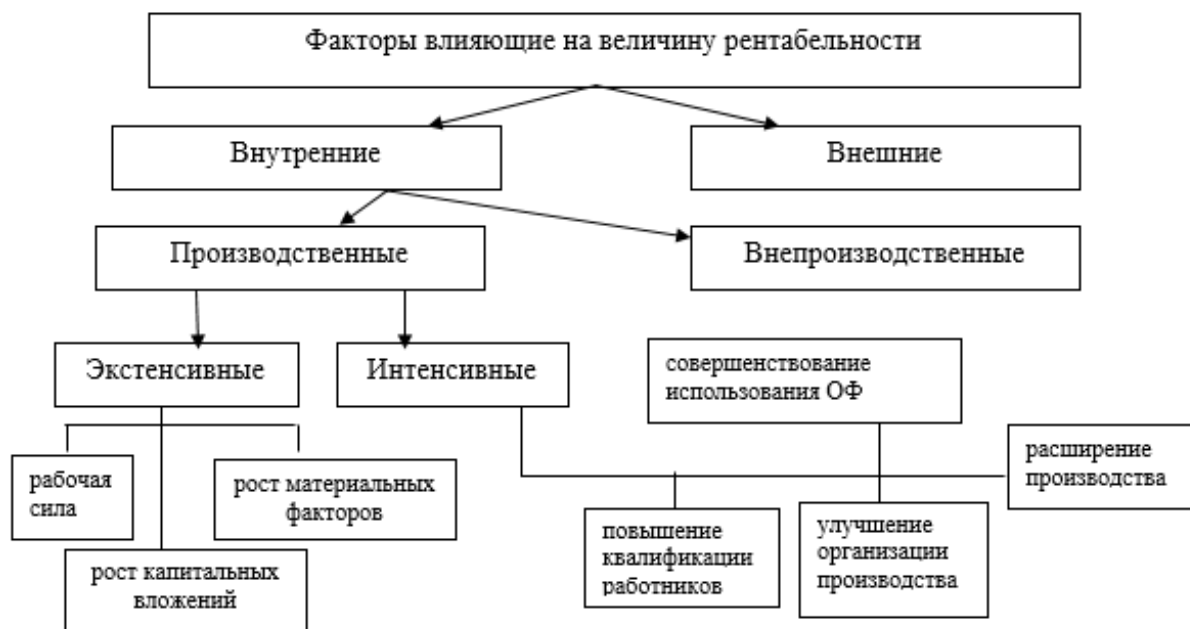 Факторы влияющие на величину рентабельности
Внутренние
Внешние
Производственные
Внепроизводственные
Экстенсивные
Интенсивные
совершенствование
использования ОФ
рабочая
сила
рост материальных
факторов
рост капитальных
вложений
повышение
квалификации
работников
улучшение
организации
производства
расширение
производства